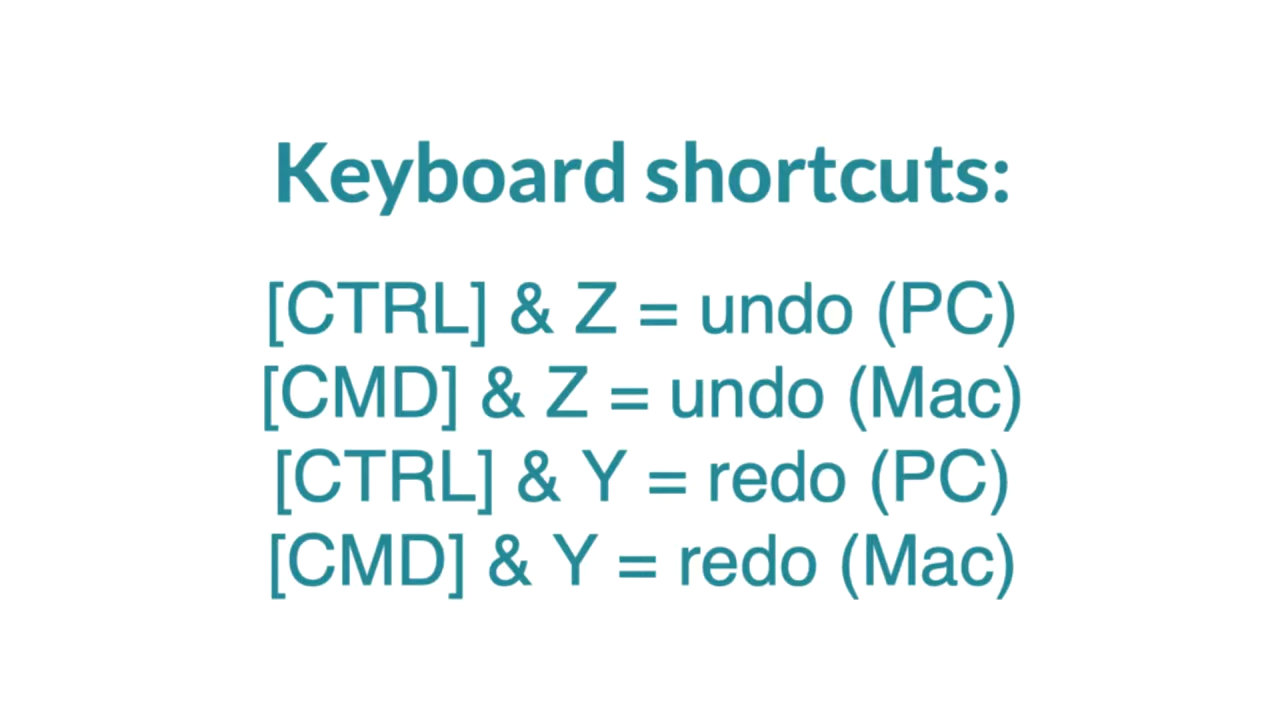 Keyboard shortcuts:
[CTRL] & Z = undo (PC)
[CMD] & Z = undo (Mac)
[CTRL] & Y = redo (PC)
[CMD] & Y = redo (Mac)